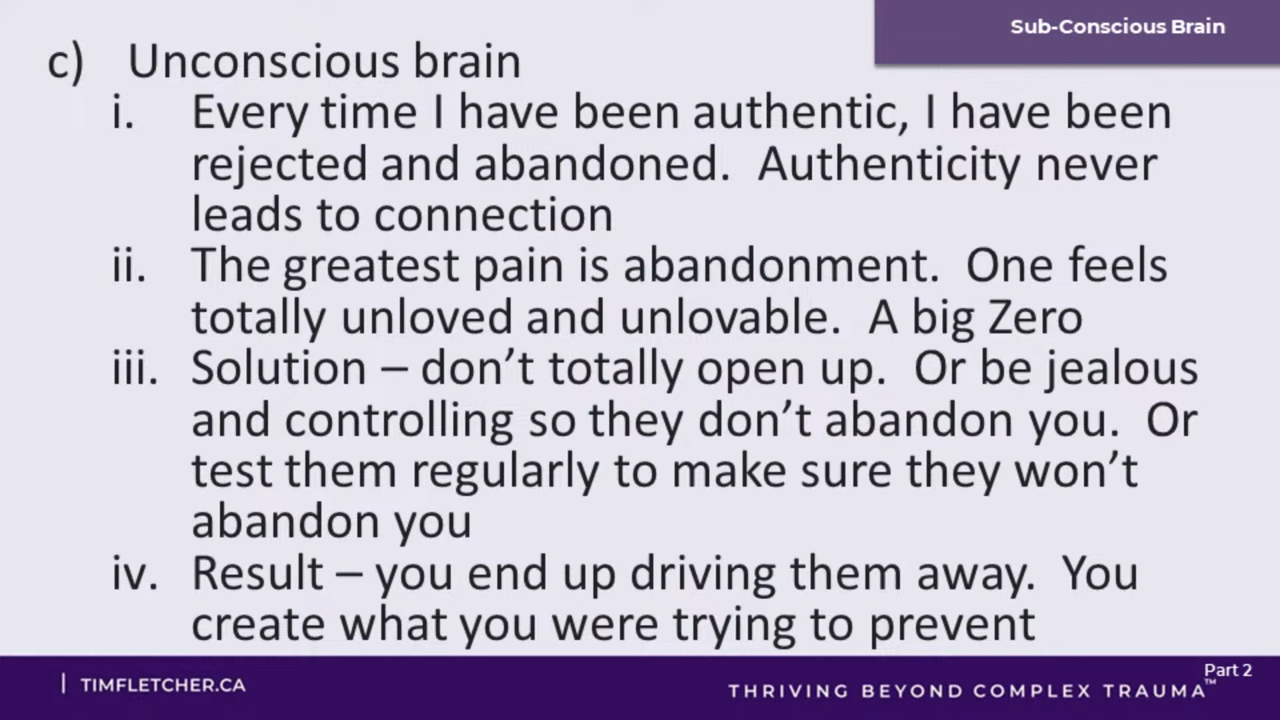 Sub-Conscious Brain
c) Unconscious brain
i. Every time I have been authentic, I have been
rejected and abandoned.  Authenticity never
leads to connection
ii. The greatest pain is abandonment.  One feels
totally unloved and unlovable.  A big Zero
iii. Solution – don’t totally open up.  Or be jealous
and controlling so they don’t abandon you.  Or
test them regularly to make sure they won’t
abandon you
iv. Result – you end up driving them away.  You
create what you were trying to prevent
| TIMFLETCHER.CA
Part 2
THRIVING BEYOND COMPLEX TRAUMA™